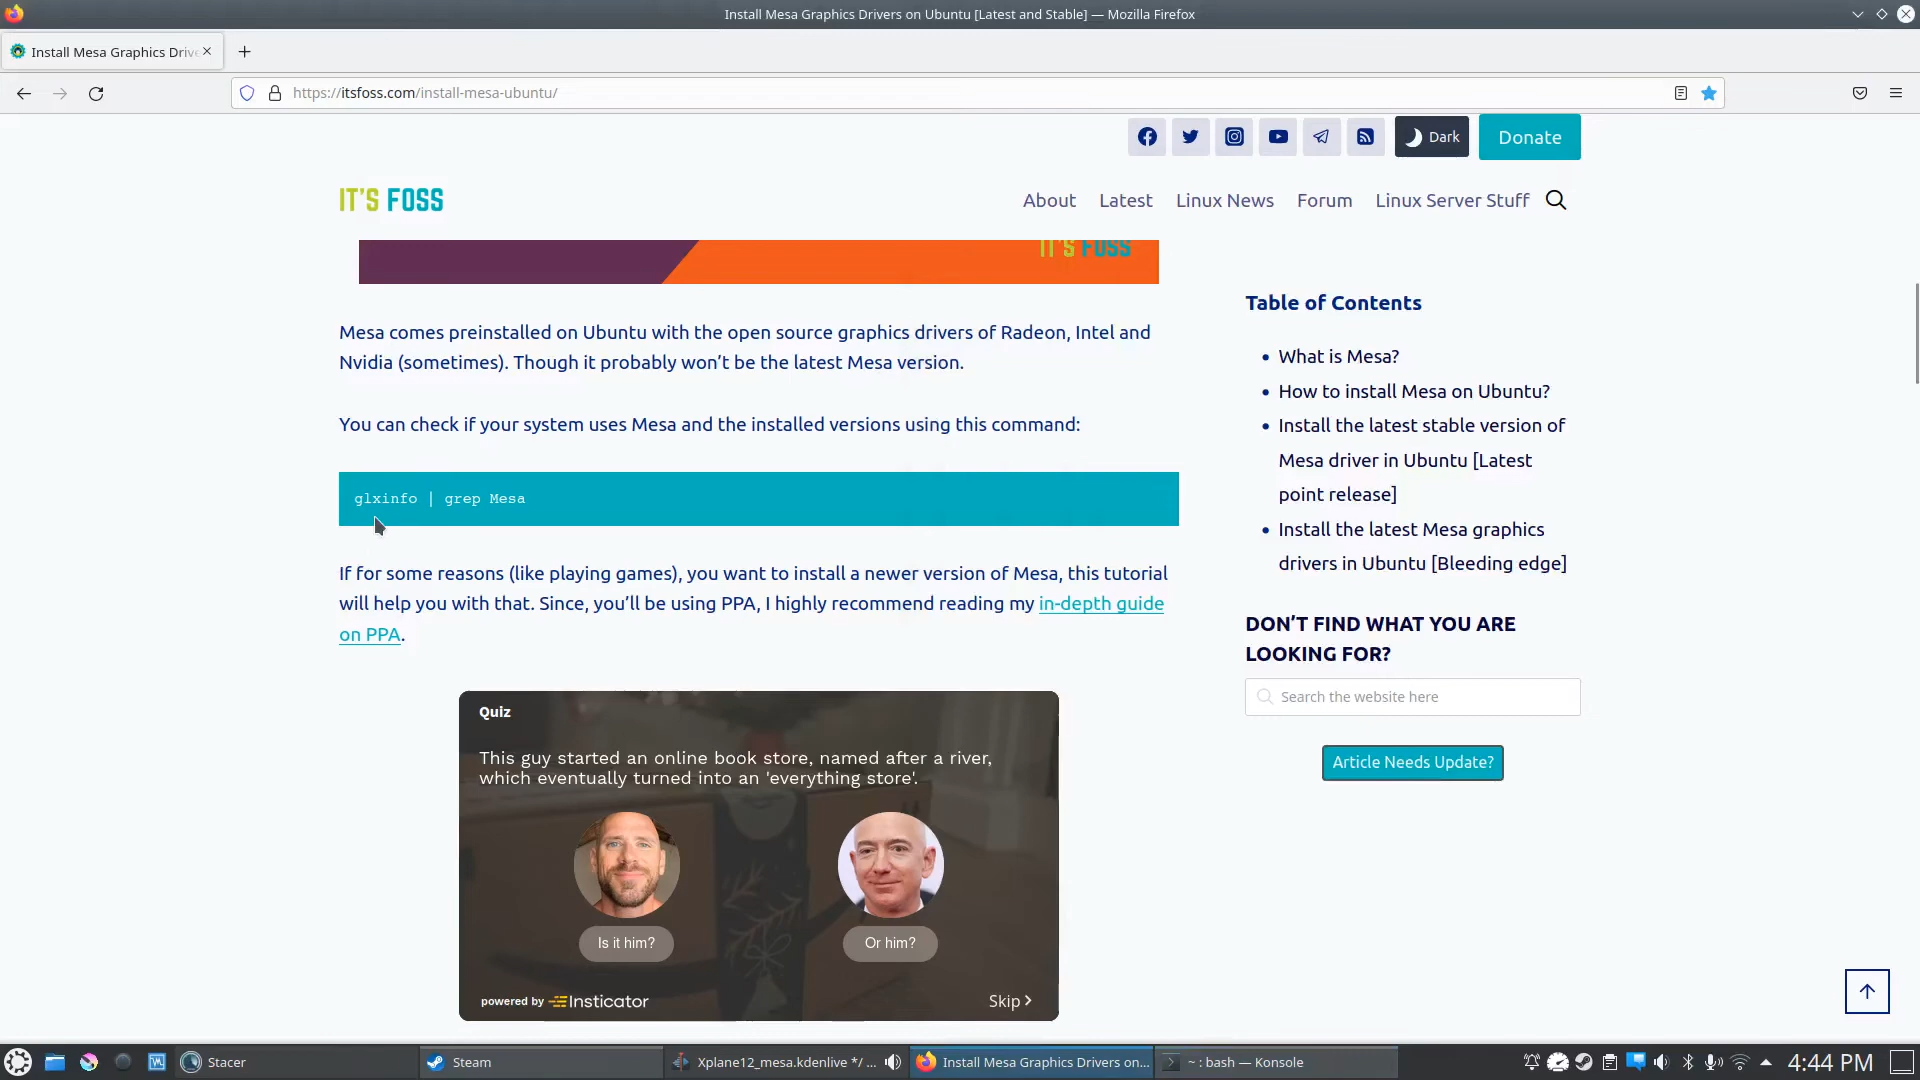 Install Mesa Graphics Drivers on Ubuntu [Latest and Stable] — Mozilla Firefox
Install Mesa Graphics Drive
https://itsfoss.com/install-mesa-ubuntu/
Dark
Donate
IT'S FOSS
About
Latest
Linux News
Forum
Linux Server Stuff
IT'S FOSS
Mesa comes preinstalled on Ubuntu with the open source graphics drivers of Radeon, Intel and
Nvidia (sometimes). Though it probably won’t be the latest Mesa version.
You can check if your system uses Mesa and the installed versions using this command:
glxinfo | grep Mesa
If for some reasons (like playing games), you want to install a newer version of Mesa, this tutorial
will help you with that. Since, you’ll be using PPA, I highly recommend reading my in-depth guide
on PPA.
Quiz
This guy started an online book store, named after a river,
which eventually turned into an 'everything store'.
Is it him?
Or him?
powered by Insticator
Skip
Table of Contents
What is Mesa?
How to install Mesa on Ubuntu?
Install the latest stable version of
Mesa driver in Ubuntu [Latest
point release]
Install the latest Mesa graphics
drivers in Ubuntu [Bleeding edge]
DON’T FIND WHAT YOU ARE
LOOKING FOR?
Search the website here
Article Needs Update?
Stacer
Steam
Xplane12_mesa.kdenlive */ ...
Install Mesa Graphics Drivers on...
~ : bash — Konsole
4:44 PM